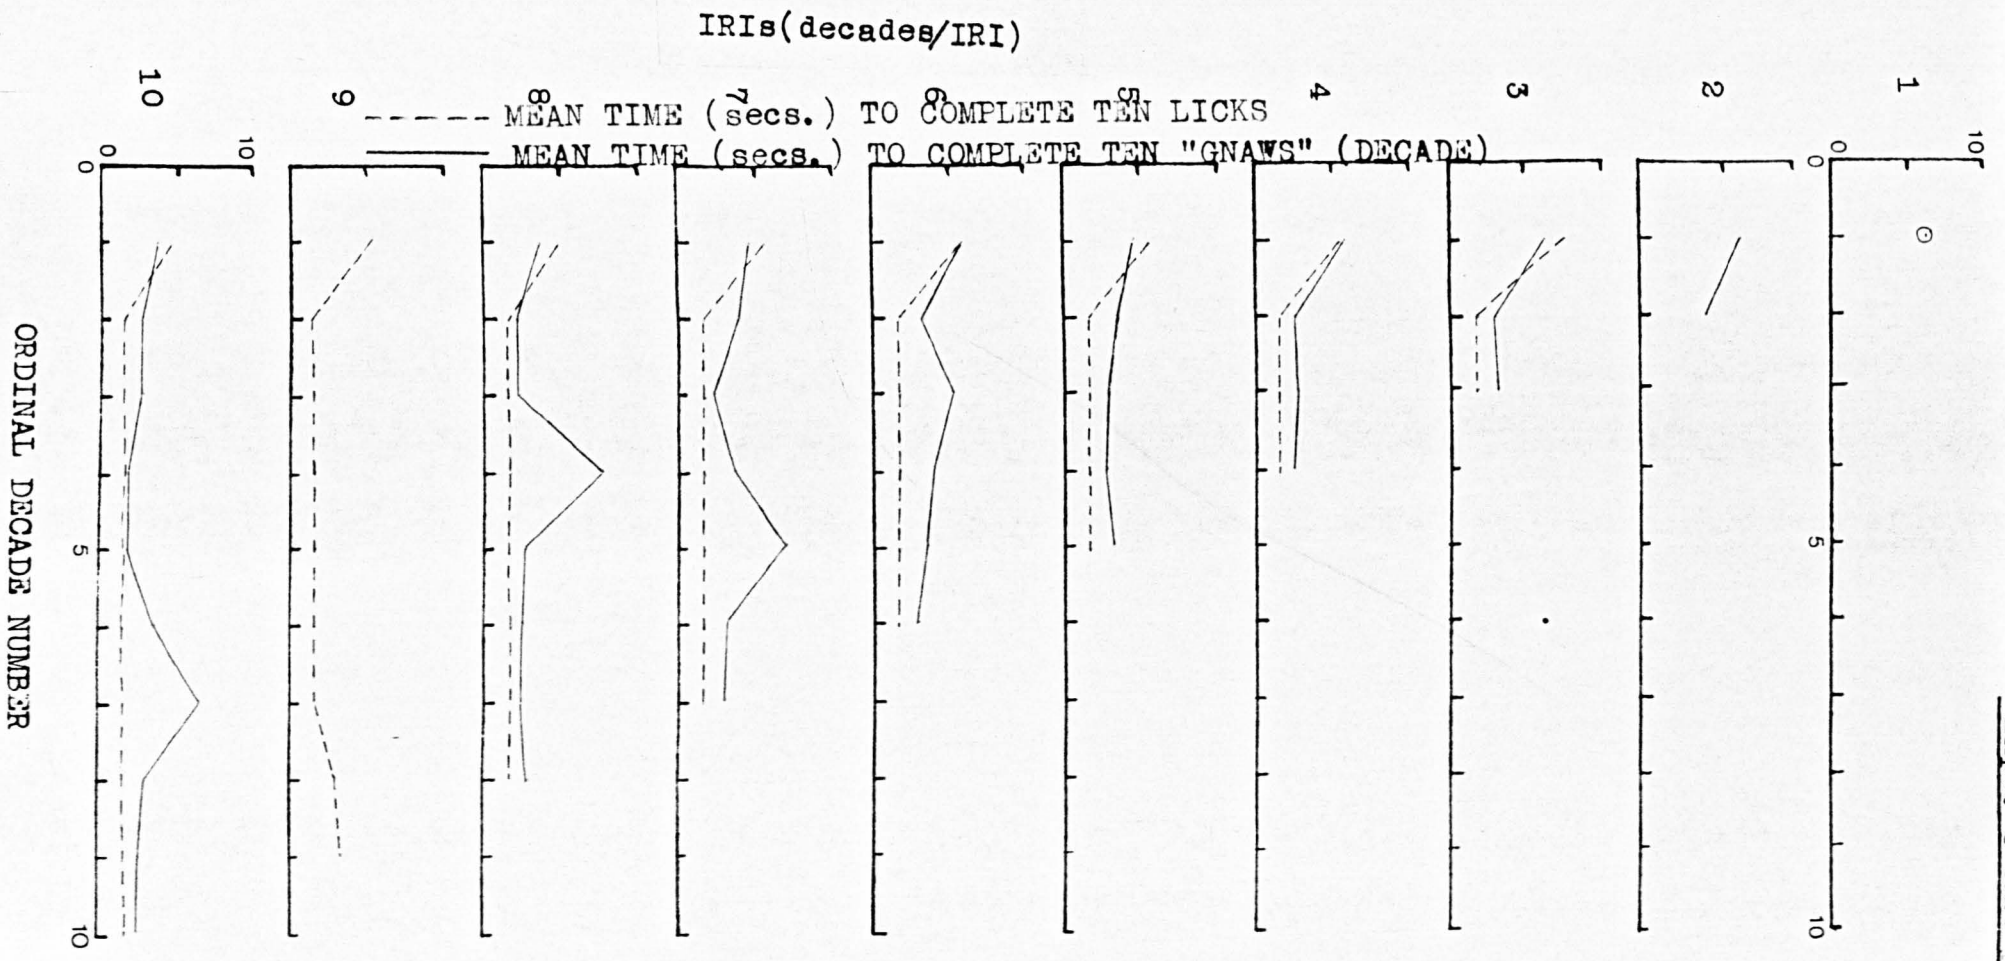 IRIs(decades/IRI)
10 9 8 7 6 5 4 3 2 1
----- MEAN TIME (secs.) TO COMPLETE TEN LICKS
——— MEAN TIME (secs.) TO COMPLETE TEN "GNAWS" (DECADE)
0 10 0 10
0 0
5 5
10 10
ORDINAL DECADE NUMBER